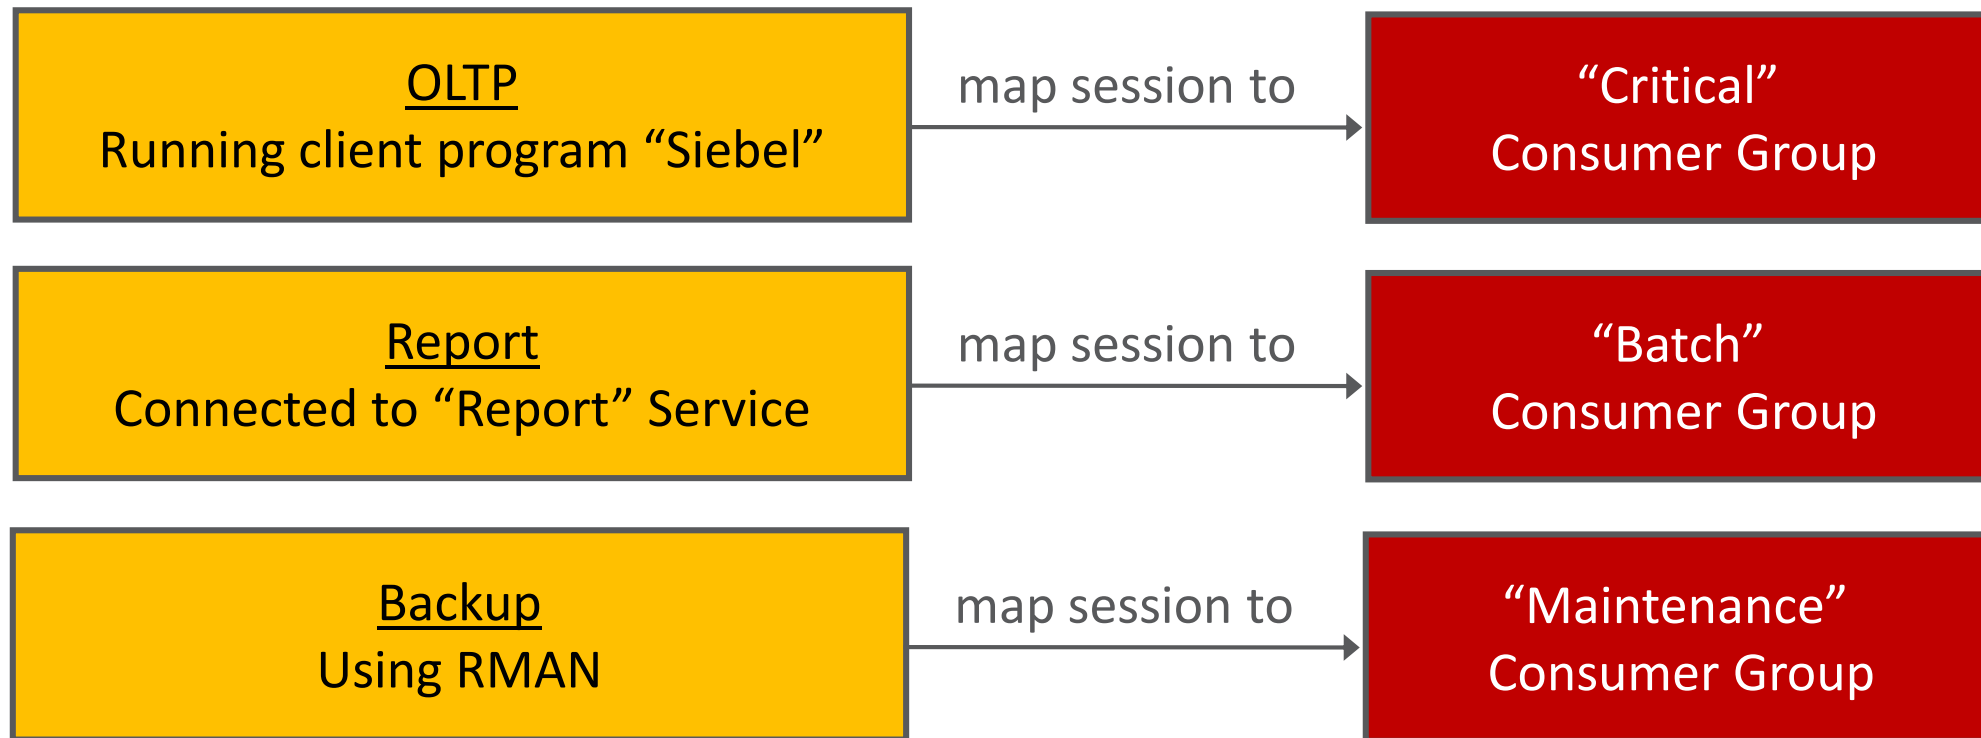 OLTP
Running client program “Siebel”
map session to
“Critical”
Consumer Group
Report
Connected to “Report” Service
map session to
“Batch”
Consumer Group
Backup
Using RMAN
map session to
“Maintenance”
Consumer Group